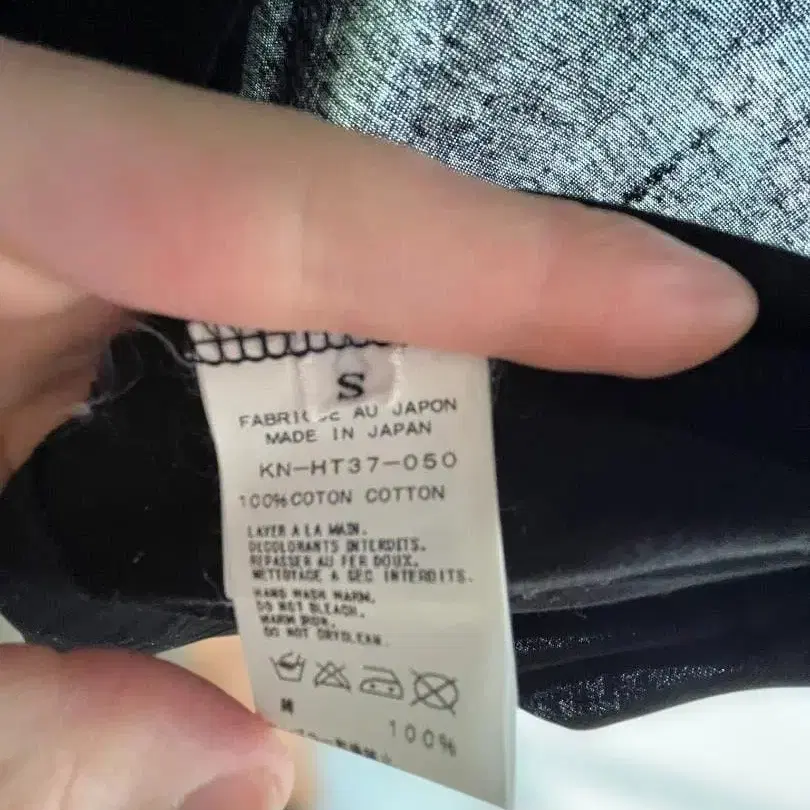 S
AU JAPON
MADE IN JAPAN
KN-HT37-050
100%COTON COTTON
LAVER A LA MAIN.
DECOLORANTS INTERDITS.
REPASSER AU FER DOUX.
NETTOYAGE A SEC INTERDITS.
HAND WASH WARM.
DO NOT BLEACH.
WARM IRON.
DO NOT DRYCLEAN.
100%